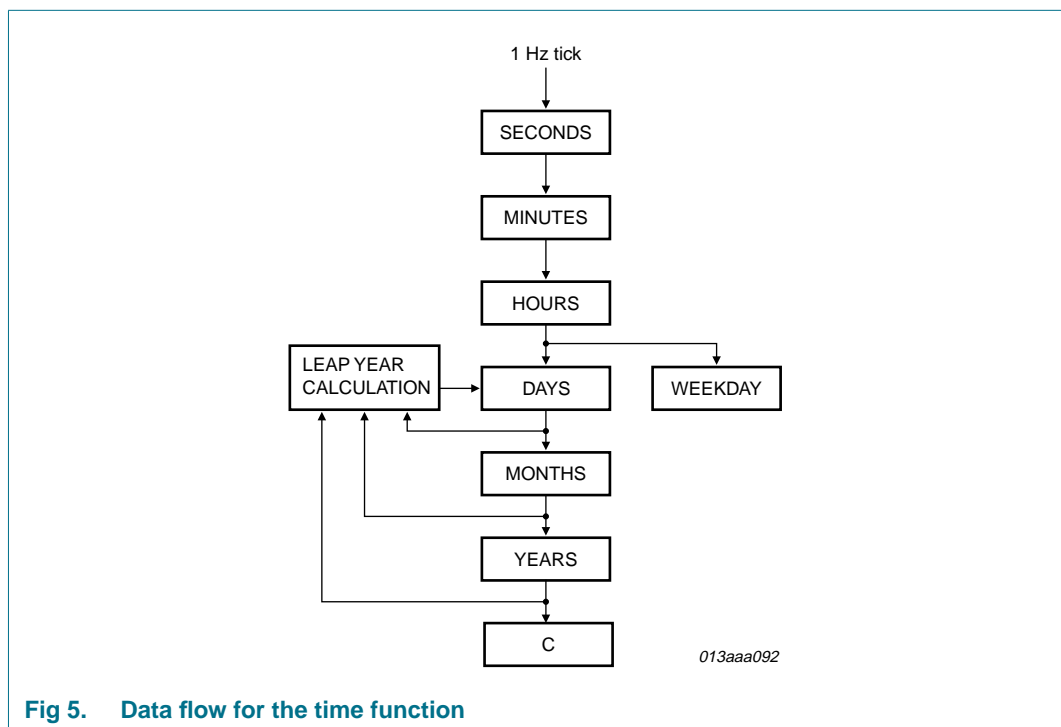 1 Hz tick
SECONDS
MINUTES
HOURS
LEAP YEAR
CALCULATION
DAYS
WEEKDAY
MONTHS
YEARS
C
013aaa092
Fig 5. Data flow for the time function